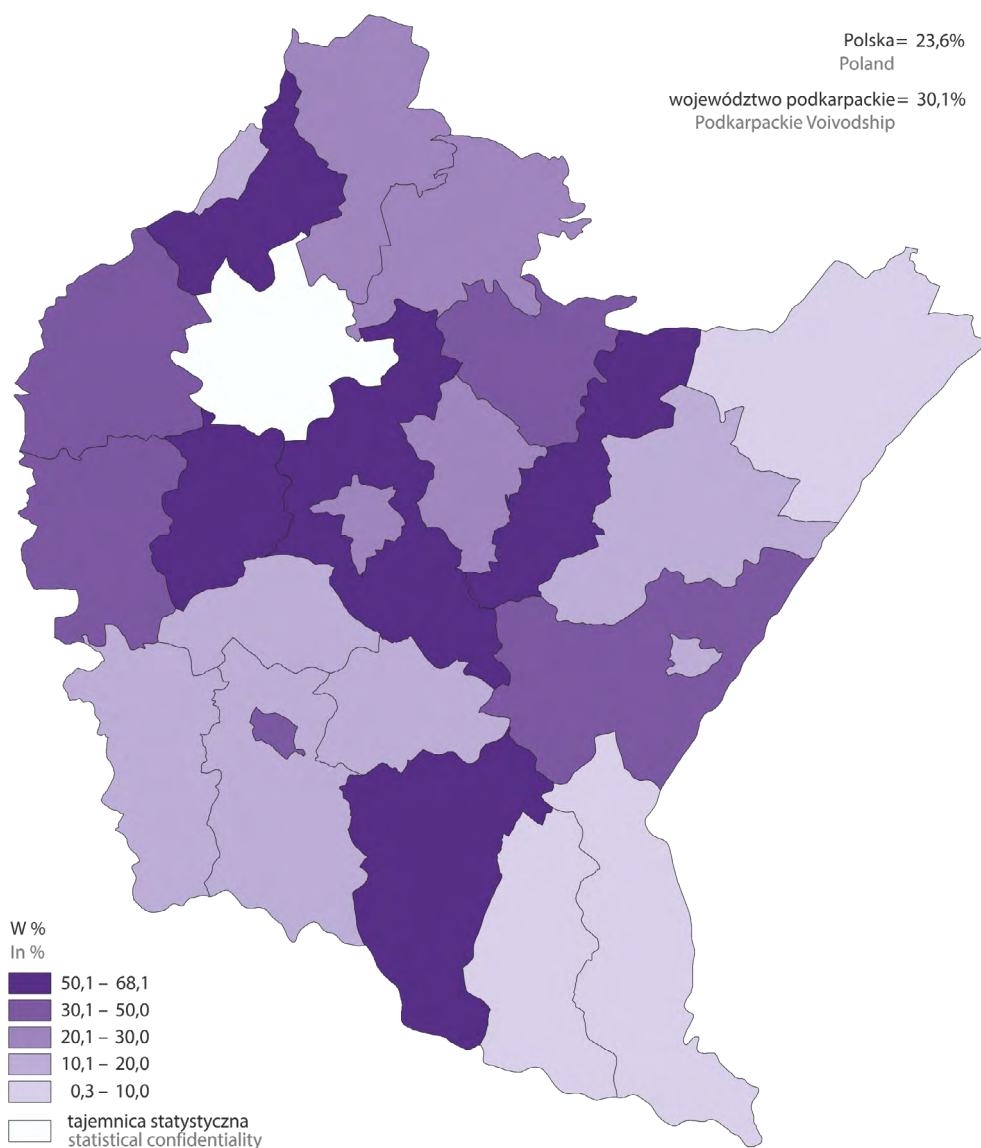 Polska= 23,6%
Poland
województwo podkarpackie= 30,1%
Podkarpackie Voivodship
W %
In %
50,1 – 68,1
30,1 – 50,0
20,1 – 30,0
10,1 – 20,0
0,3 – 10,0
tajemnica statystyczna
statistical confidentiality